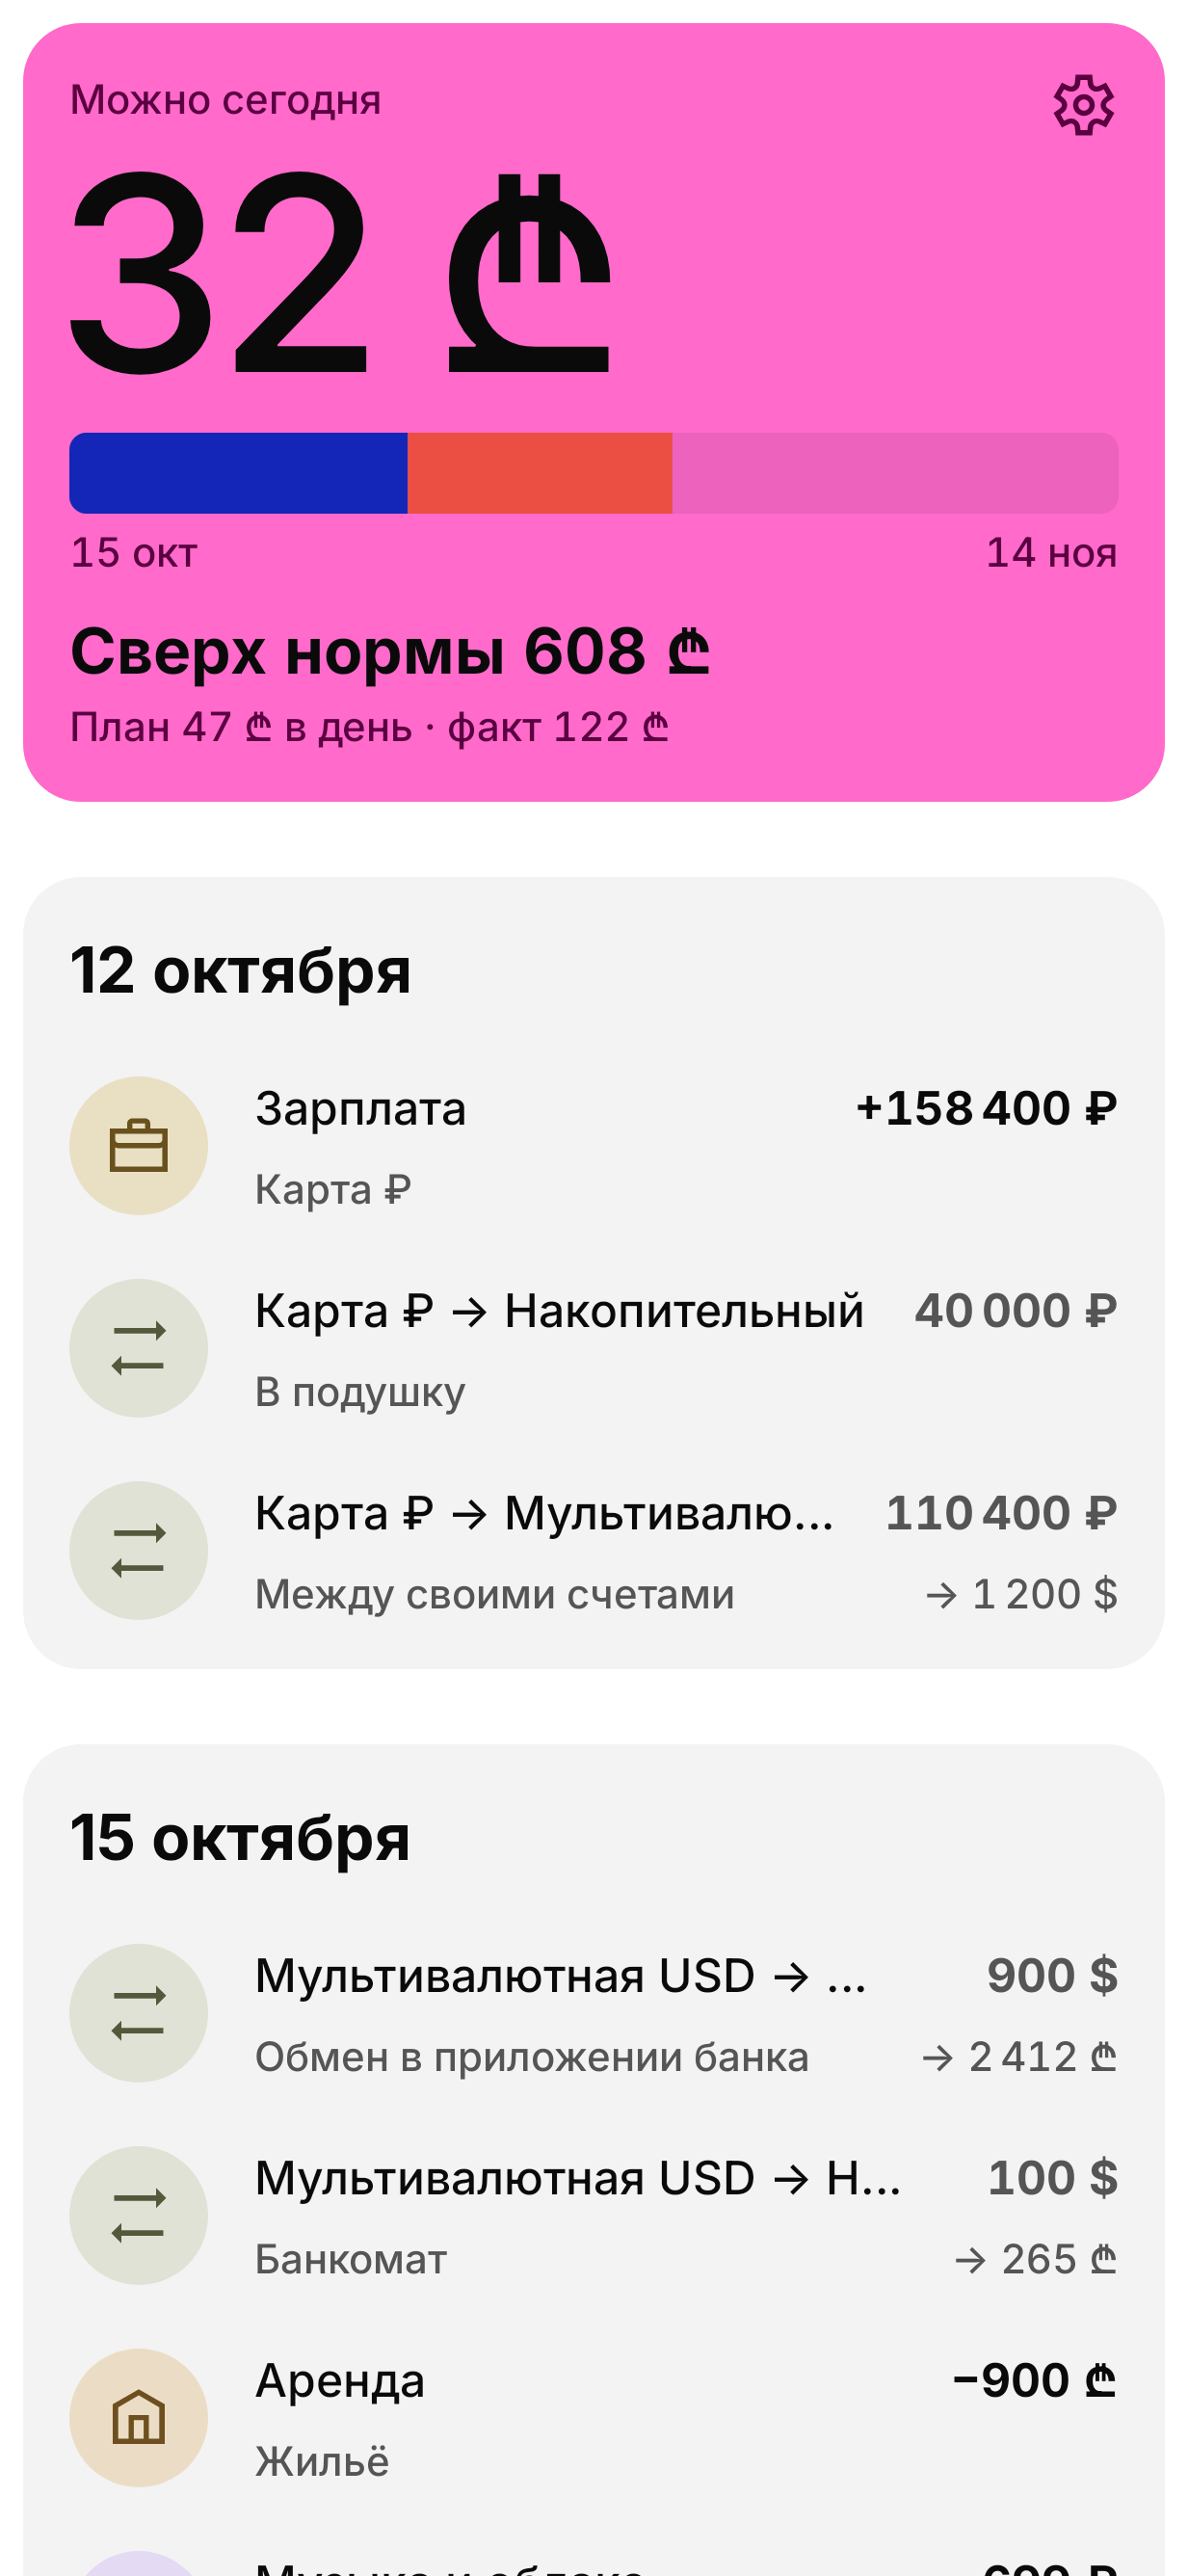 Можно сегодня
32 ₾
15 окт 14 ноя
Сверх нормы 608 ₾
План 47 ₾ в день · факт 122 ₾
12 октября
Зарплата +158 400 ₽
Карта ₽
Карта ₽ → Накопительный 40 000 ₽
В подушку
Карта ₽ → Мультивалю... 110 400 ₽
Между своими счетами → 1 200 $
15 октября
Мультивалютная USD → ... 900 $
Обмен в приложении банка → 2 412 ₾
Мультивалютная USD → Н... 100 $
Банкомат → 265 ₾
Аренда −900 ₾
Жильё